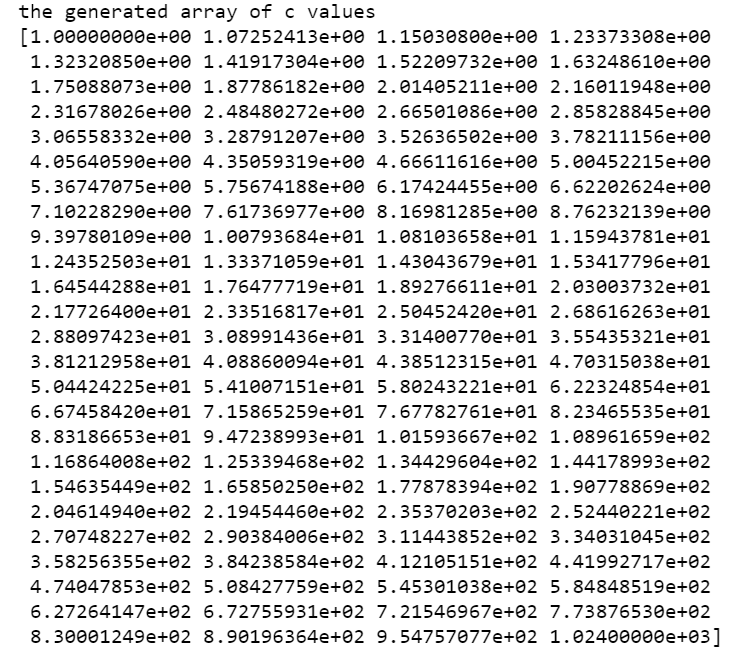 the generated array of c values
[1.00000000e+00 1.07252413e+00 1.15030800e+00 1.23373308e+00
1.32320850e+00 1.41917304e+00 1.52209732e+00 1.63248610e+00
1.75088073e+00 1.87786182e+00 2.01405211e+00 2.16011948e+00
2.31678026e+00 2.48480272e+00 2.66501086e+00 2.85828845e+00
3.06558332e+00 3.28791207e+00 3.52636502e+00 3.78211156e+00
4.05640590e+00 4.35059319e+00 4.66611616e+00 5.00452215e+00
5.36747075e+00 5.75674188e+00 6.17424455e+00 6.62202624e+00
7.10228290e+00 7.61736977e+00 8.16981285e+00 8.76232139e+00
9.39780109e+00 1.00793684e+01 1.08103658e+01 1.15943781e+01
1.24352503e+01 1.33371059e+01 1.43043679e+01 1.53417796e+01
1.64544288e+01 1.76477719e+01 1.89276611e+01 2.03003732e+01
2.17726400e+01 2.33516817e+01 2.50452420e+01 2.68616263e+01
2.88097423e+01 3.08991436e+01 3.31400770e+01 3.55435321e+01
3.81212958e+01 4.08860094e+01 4.38512315e+01 4.70315038e+01
5.04424225e+01 5.41007151e+01 5.80243221e+01 6.22324854e+01
6.67458420e+01 7.15865259e+01 7.67782761e+01 8.23465535e+01
8.83186653e+01 9.47238993e+01 1.01593667e+02 1.08961659e+02
1.16864008e+02 1.25339468e+02 1.34429604e+02 1.44178993e+02
1.54635449e+02 1.65850250e+02 1.77878394e+02 1.90778869e+02
2.04614940e+02 2.19454460e+02 2.35370203e+02 2.52440221e+02
2.70748227e+02 2.90384006e+02 3.11443852e+02 3.34031045e+02
3.58256355e+02 3.84238584e+02 4.12105151e+02 4.41992717e+02
4.74047853e+02 5.08427759e+02 5.45301038e+02 5.84848519e+02
6.27264147e+02 6.72755931e+02 7.21546967e+02 7.73876530e+02
8.30001249e+02 8.90196364e+02 9.54757077e+02 1.02400000e+03]